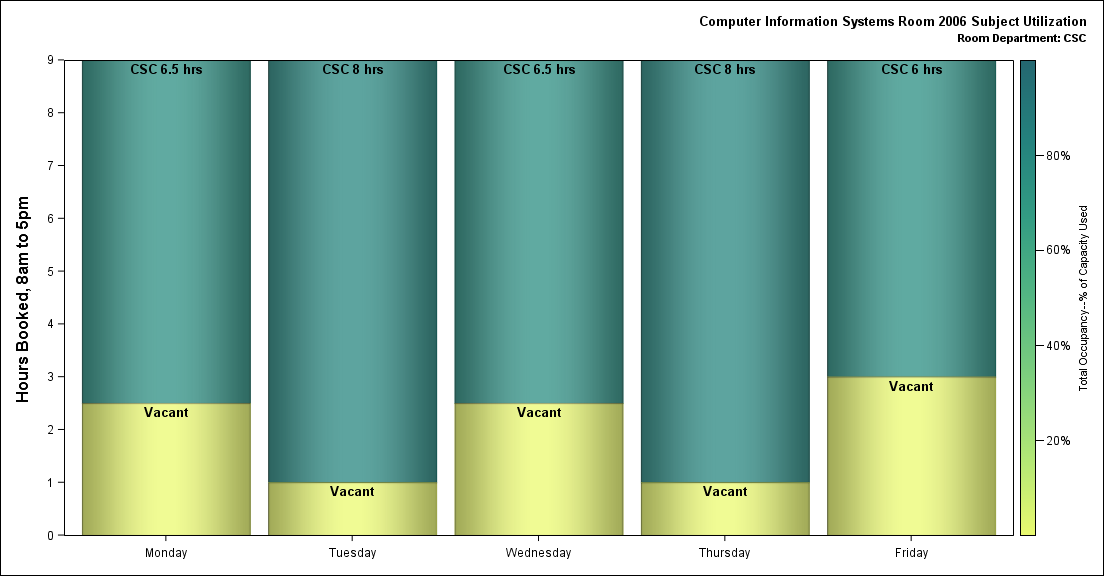 Computer Information Systems Room 2006 Subject Utilization
Room Department: CSC
Hours Booked, 8am to 5pm
9
8
7
6
5
4
3
2
1
0
CSC 6.5 hrs
CSC 8 hrs
CSC 6.5 hrs
CSC 8 hrs
CSC 6 hrs
Vacant
Vacant
Vacant
Vacant
Vacant
Monday
Tuesday
Wednesday
Thursday
Friday
80%
60%
40%
20%
Total Occupancy--% of Capacity Used